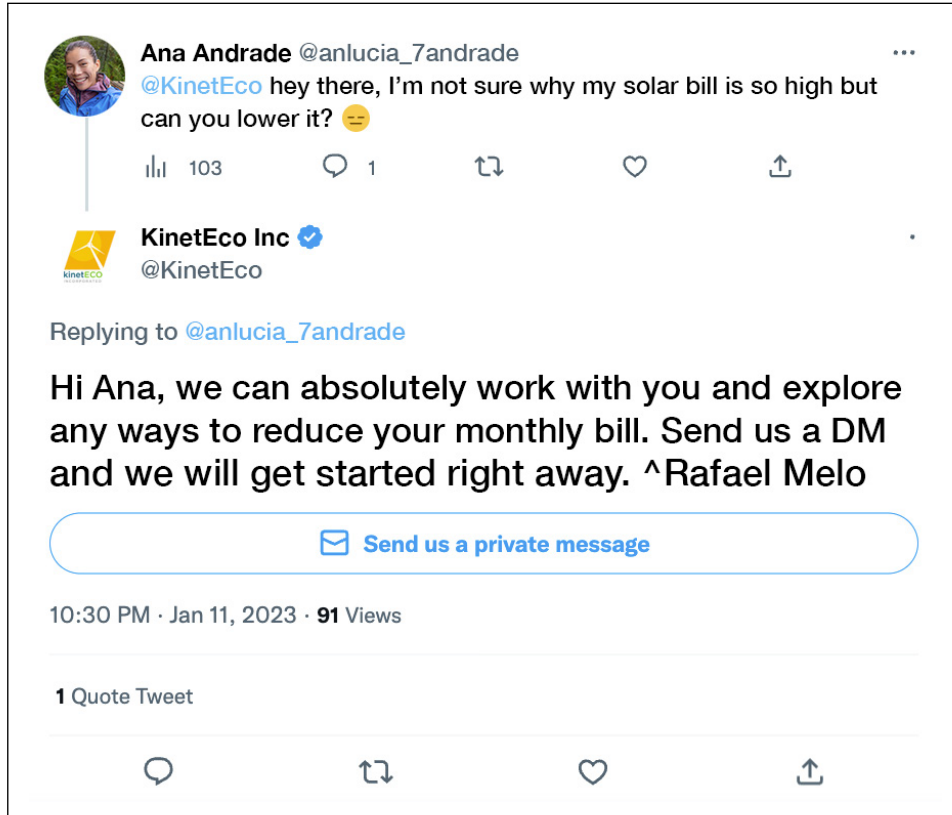 Ana Andrade @anlucia_7andrade
@KinetEco hey there, I’m not sure why my solar bill is so high but
can you lower it? 😑
103
1
KinetEco Inc
@KinetEco
kinetECO
INCORPORATED
Replying to @anlucia_7andrade
Hi Ana, we can absolutely work with you and explore
any ways to reduce your monthly bill. Send us a DM
and we will get started right away. ^Rafael Melo
Send us a private message
10:30 PM · Jan 11, 2023 · 91 Views
1 Quote Tweet